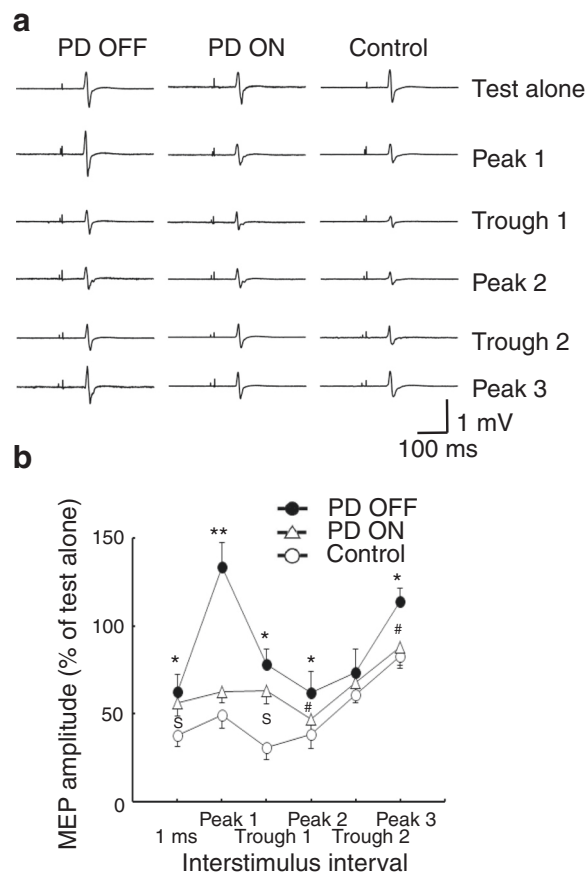 a
PD OFF PD ON Control
Test alone
Peak 1
Trough 1
Peak 2
Trough 2
Peak 3
1 mV
100 ms
b
MEP amplitude (% of test alone)
PD OFF
PD ON
Control
150
100
50
0
**
*
*
*
*
#
#
S
S
Peak 1 Peak 2 Peak 3
1 ms Trough 1 Trough 2
Interstimulus interval